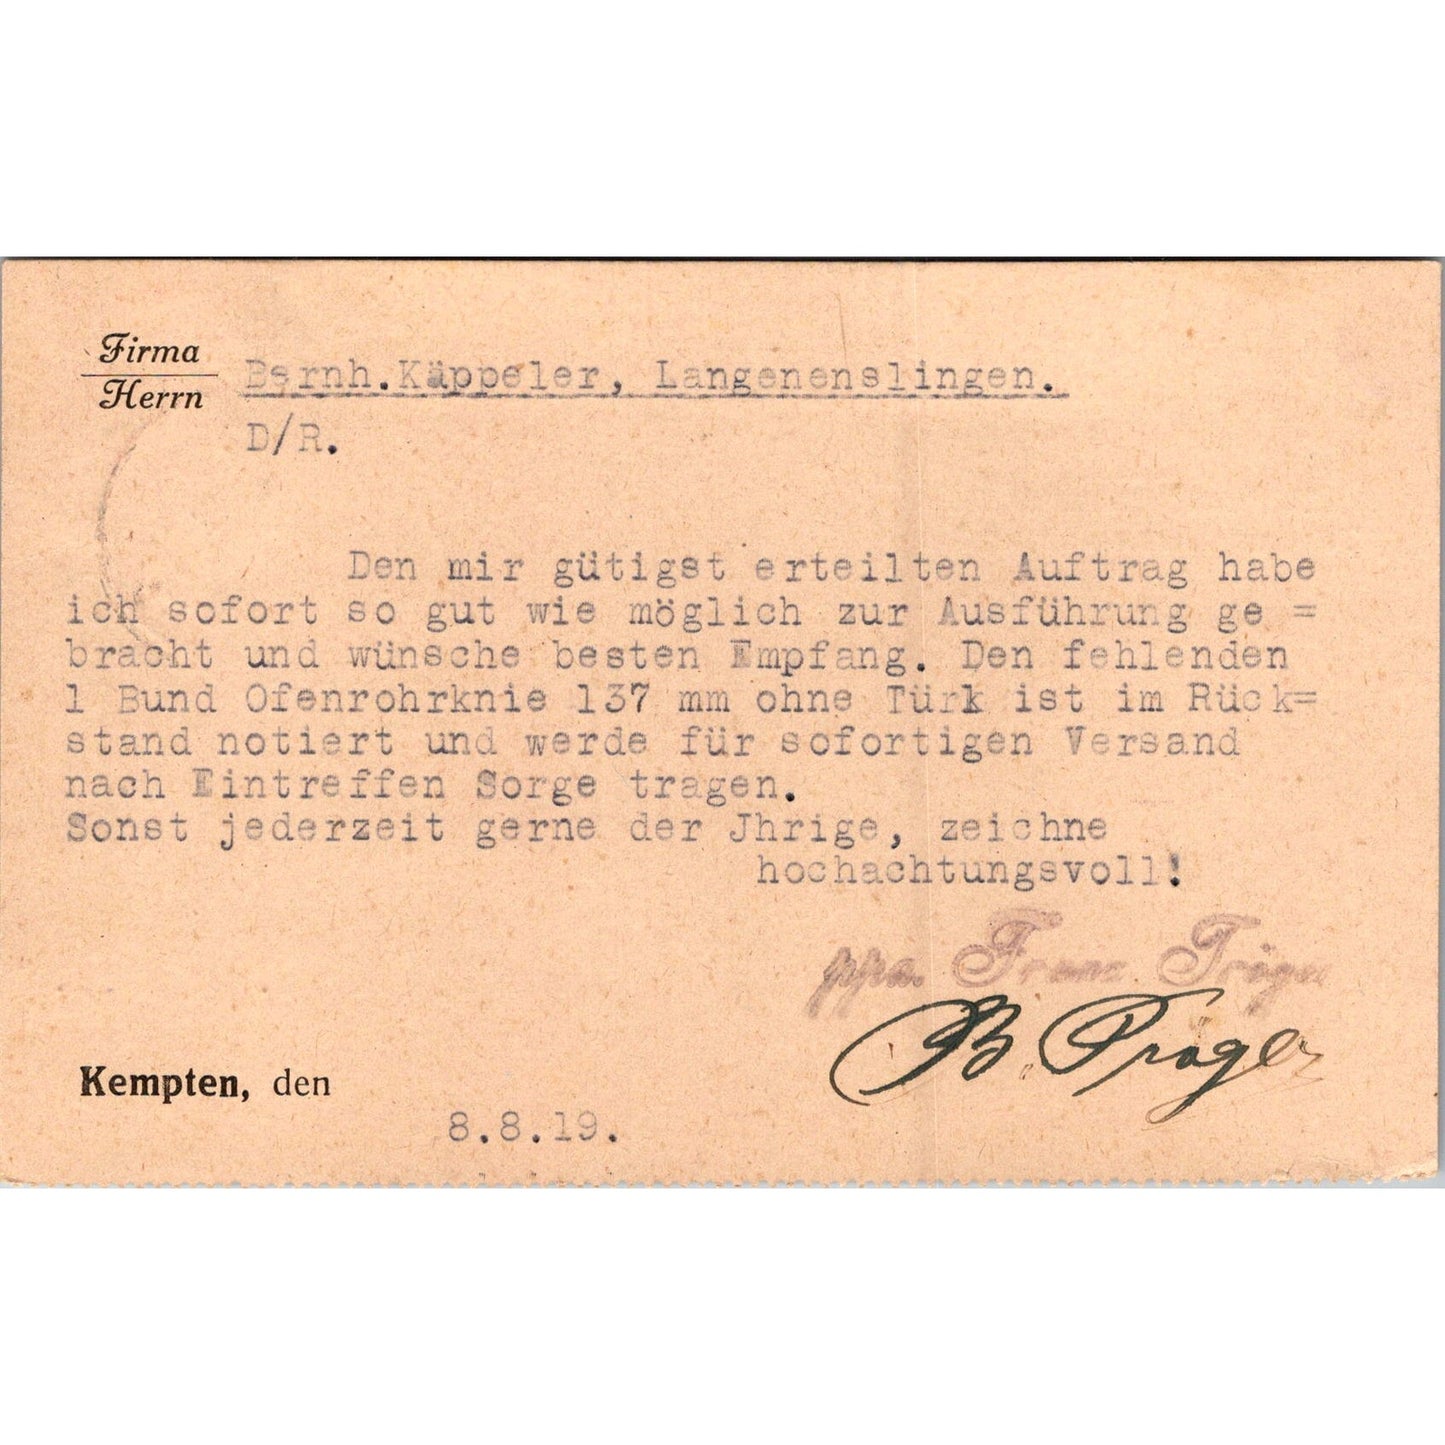 Firma
Herrn
Bernh.Käppeler, Langenenslingen.
D/R.
Den mir gütigst erteilten Auftrag habe
ich sofort so gut wie möglich zur Ausführung ge =
bracht und wünsche besten Empfang. Den fehlenden
1 Bund Ofenrohrknie 137 mm ohne Türk ist im Rück=
stand notiert und werde für sofortigen Versand
nach Eintreffen Sorge tragen.
Sonst jederzeit gerne der Jhrige, zeichne
hochachtungsvoll!
ppa. Franz Tröger
B. Tröger
Kempten, den
8.8.19.